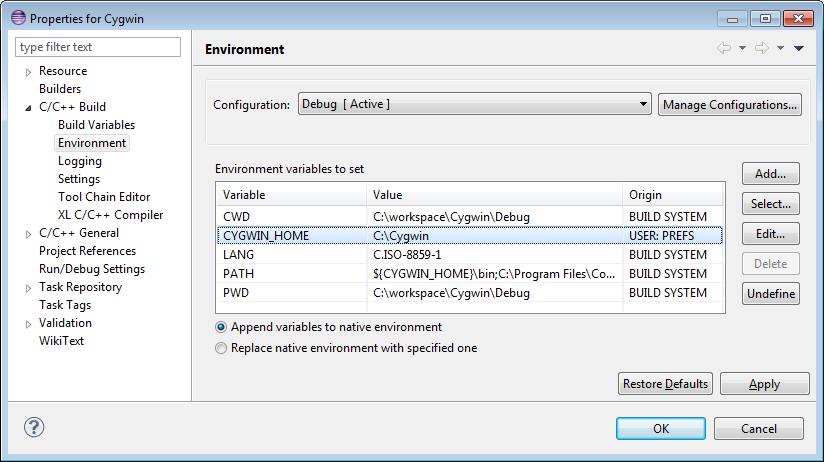 Properties for Cygwin
type filter text
Resource
Builders
C/C++ Build
Build Variables
Environment
Logging
Settings
Tool Chain Editor
XL C/C++ Compiler
C/C++ General
Project References
Run/Debug Settings
Task Repository
Task Tags
Validation
WikiText
Environment
Configuration: Debug [ Active ] Manage Configurations...
Environment variables to set
Variable Value Origin
CWD C:\workspace\Cygwin\Debug BUILD SYSTEM
CYGWIN_HOME C:\Cygwin USER: PREFS
LANG C.ISO-8859-1 BUILD SYSTEM
PATH ${CYGWIN_HOME}\bin;C:\Program Files\Co... BUILD SYSTEM
PWD C:\workspace\Cygwin\Debug BUILD SYSTEM
Add...
Select...
Edit...
Delete
Undefine
Append variables to native environment
Replace native environment with specified one
Restore Defaults Apply
? OK Cancel